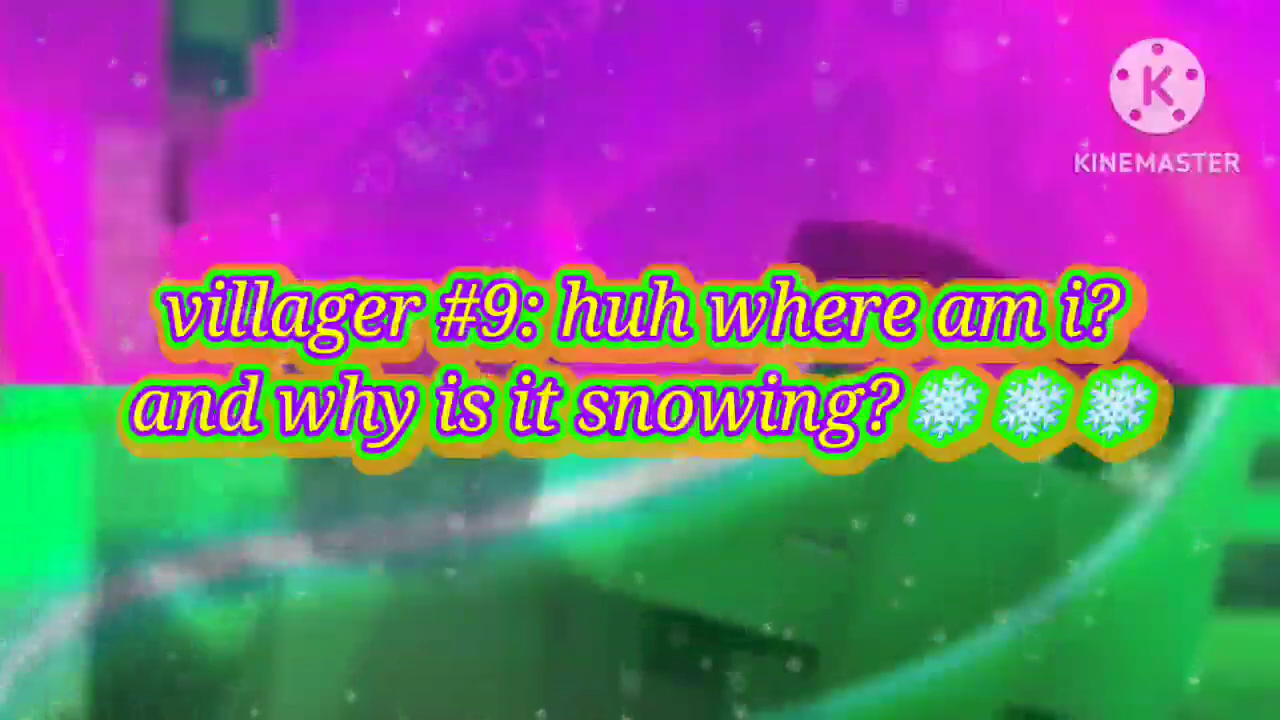 KINEMASTER
villager #9: huh where am i?
and why is it snowing?❄❄❄